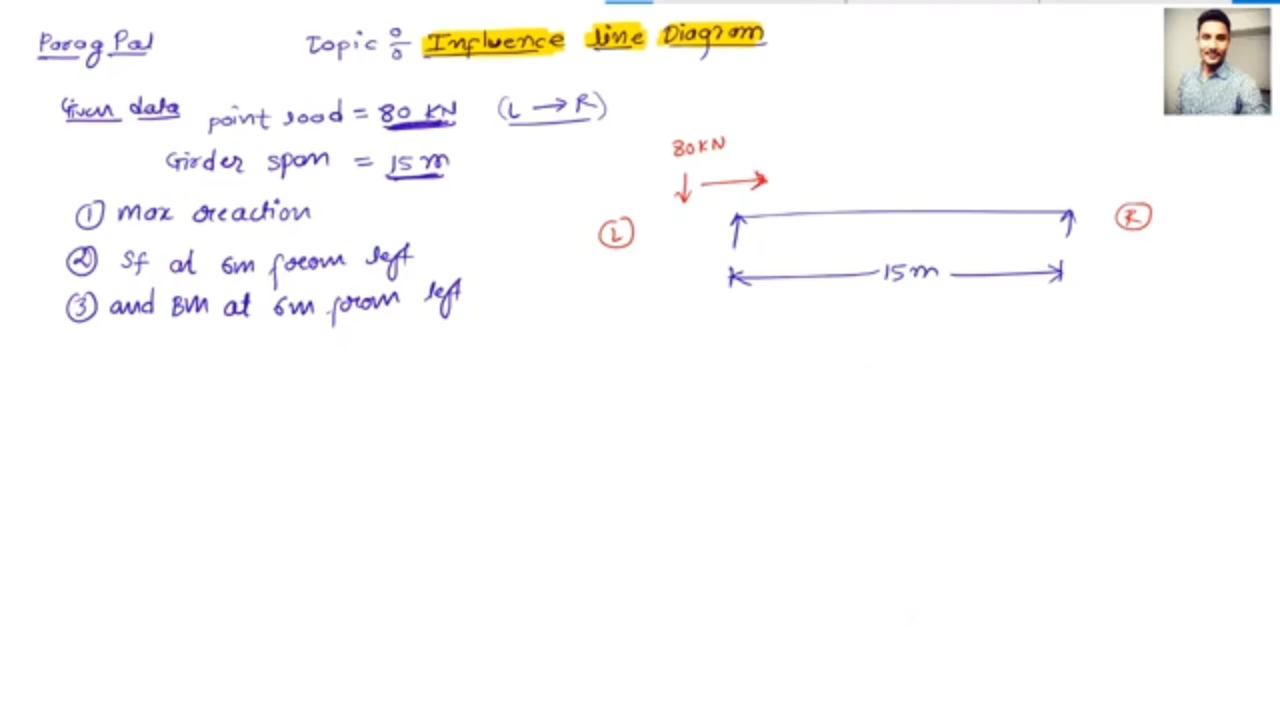 Parag Pal
Topic : Influence line Diagram
Given data point load = 80 KN (L → R)
Girder span = 15 m
① max reaction
② Sf at 6m from left
③ and BM at 6m from left
80 KN
L
R
15 m